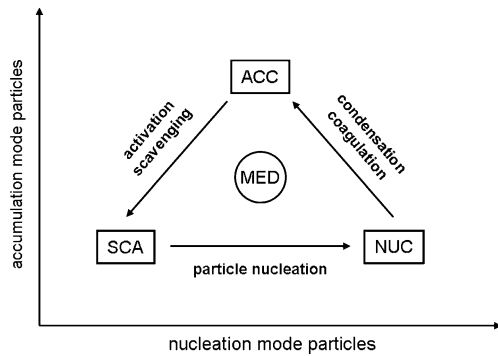 accumulation mode particles
ACC
activation
scavenging
condensation
coagulation
MED
SCA
NUC
particle nucleation
nucleation mode particles